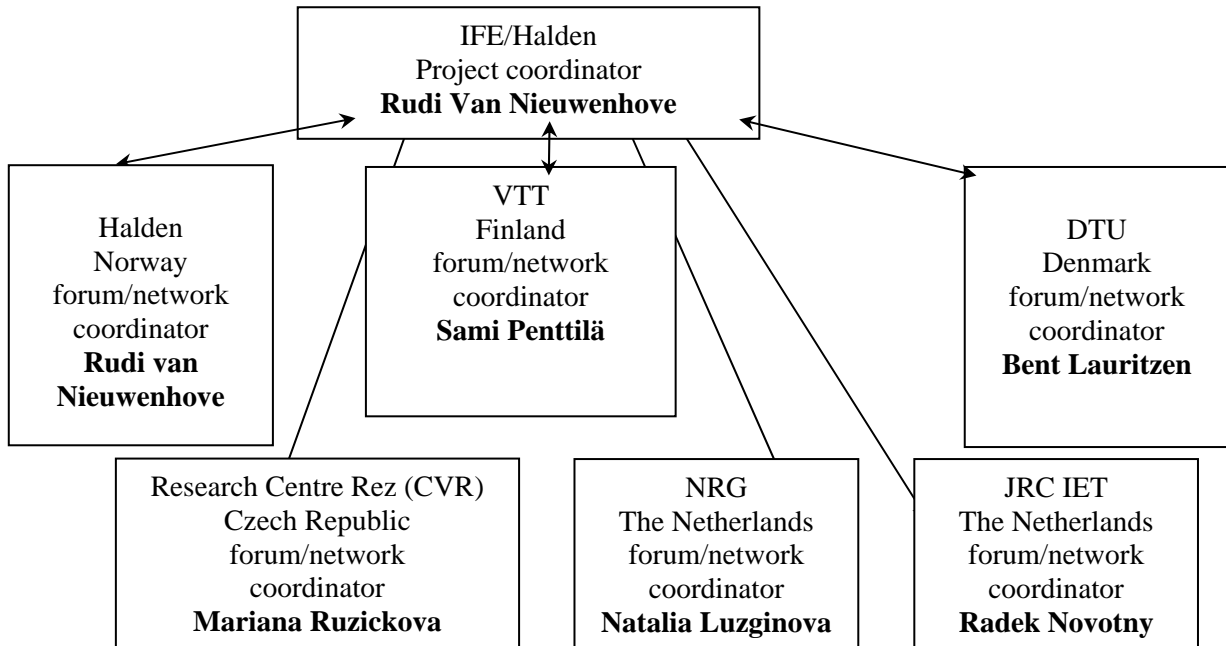 IFE/Halden
Project coordinator
Rudi Van Nieuwenhove
Halden
Norway
forum/network
coordinator
Rudi van
Nieuwenhove
VTT
Finland
forum/network
coordinator
Sami Penttilä
DTU
Denmark
forum/network
coordinator
Bent Lauritzen
Research Centre Rez (CVR)
Czech Republic
forum/network
coordinator
Mariana Ruzickova
NRG
The Netherlands
forum/network
coordinator
Natalia Luzginova
JRC IET
The Netherlands
forum/network
coordinator
Radek Novotny